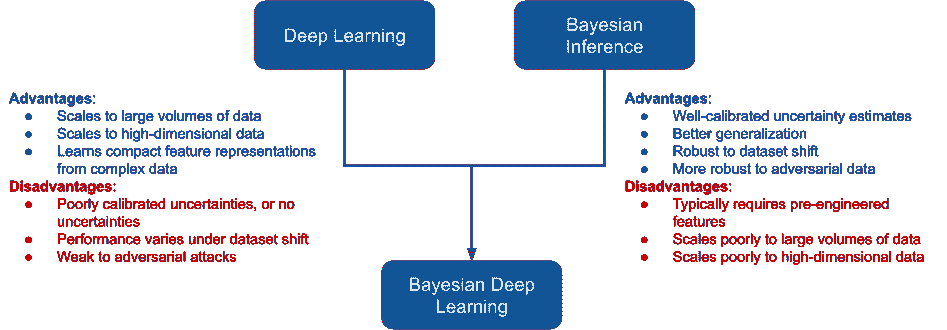 Deep Learning
Bayesian
Inference
Advantages:
● Scales to large volumes of data
● Scales to high-dimensional data
● Learns compact feature representations
from complex data
Disadvantages:
● Poorly calibrated uncertainties, or no
uncertainties
● Performance varies under dataset shift
● Weak to adversarial attacks
Advantages:
● Well-calibrated uncertainty estimates
● Better generalization
● Robust to dataset shift
● More robust to adversarial data
Disadvantages:
● Typically requires pre-engineered
features
● Scales poorly to large volumes of data
● Scales poorly to high-dimensional data
Bayesian Deep
Learning